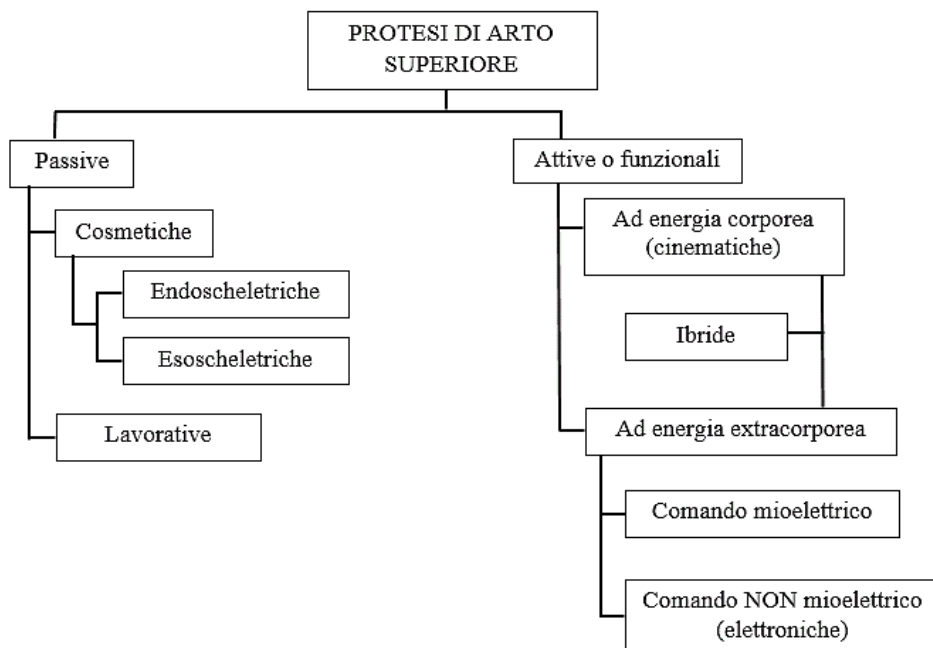 PROTESI DI ARTO
SUPERIORE
Passive
Cosmetiche
Endoscheletriche
Esoscheletriche
Lavorative
Attive o funzionali
Ad energia corporea
(cinematiche)
Ibride
Ad energia extracorporea
Comando mioelettrico
Comando NON mioelettrico
(elettroniche)